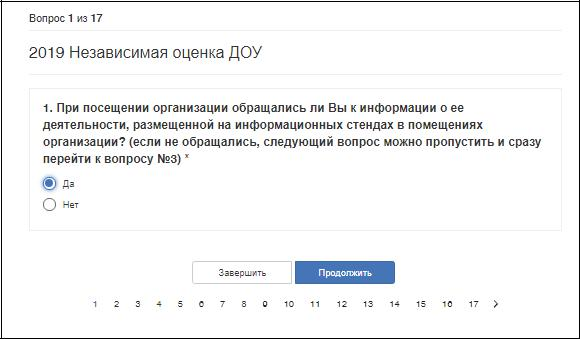 Вопрос 1 из 17
2019 Независимая оценка ДОУ
1. При посещении организации обращались ли Вы к информации о ее
деятельности, размещенной на информационных стендах в помещениях
организации? (если не обращались, следующий вопрос можно пропустить и сразу
перейти к вопросу №3) *
Да
Нет
Завершить Продолжить
1 2 3 4 5 6 7 8 9 10 11 12 13 14 15 16 17 >